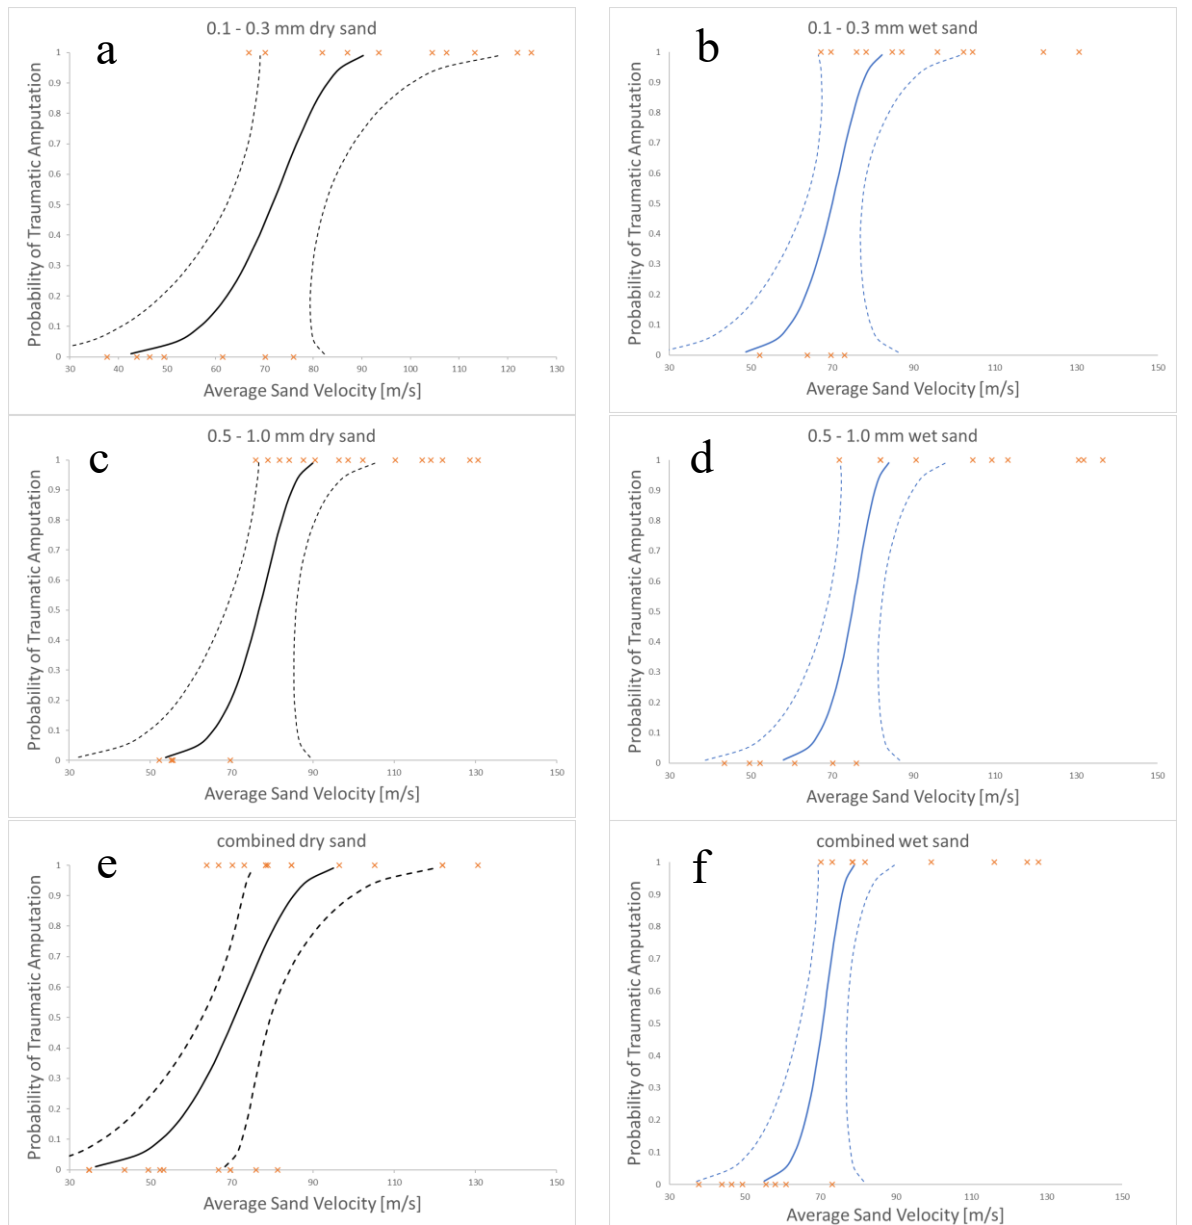 0.1 - 0.3 mm dry sand
a
Probability of Traumatic Amputation
1
0.9
0.8
0.7
0.6
0.5
0.4
0.3
0.2
0.1
0
30 40 50 60 70 80 90 100 110 120 130
Average Sand Velocity [m/s]
0.1 - 0.3 mm wet sand
b
Probability of Traumatic Amputation
1
0.9
0.8
0.7
0.6
0.5
0.4
0.3
0.2
0.1
0
30 50 70 90 110 130 150
Average Sand Velocity [m/s]
0.5 - 1.0 mm dry sand
c
Probability of Traumatic Amputation
1
0.9
0.8
0.7
0.6
0.5
0.4
0.3
0.2
0.1
0
30 50 70 90 110 130 150
Average Sand Velocity [m/s]
0.5 - 1.0 mm wet sand
d
Probability of Traumatic Amputation
1
0.9
0.8
0.7
0.6
0.5
0.4
0.3
0.2
0.1
0
30 50 70 90 110 130 150
Average Sand Velocity [m/s]
combined dry sand
e
Probability of Traumatic Amputation
1
0.9
0.8
0.7
0.6
0.5
0.4
0.3
0.2
0.1
0
30 50 70 90 110 130 150
Average Sand Velocity [m/s]
combined wet sand
f
Probability of Traumatic Amputation
1
0.9
0.8
0.7
0.6
0.5
0.4
0.3
0.2
0.1
0
30 50 70 90 110 130 150
Average Sand Velocity [m/s]